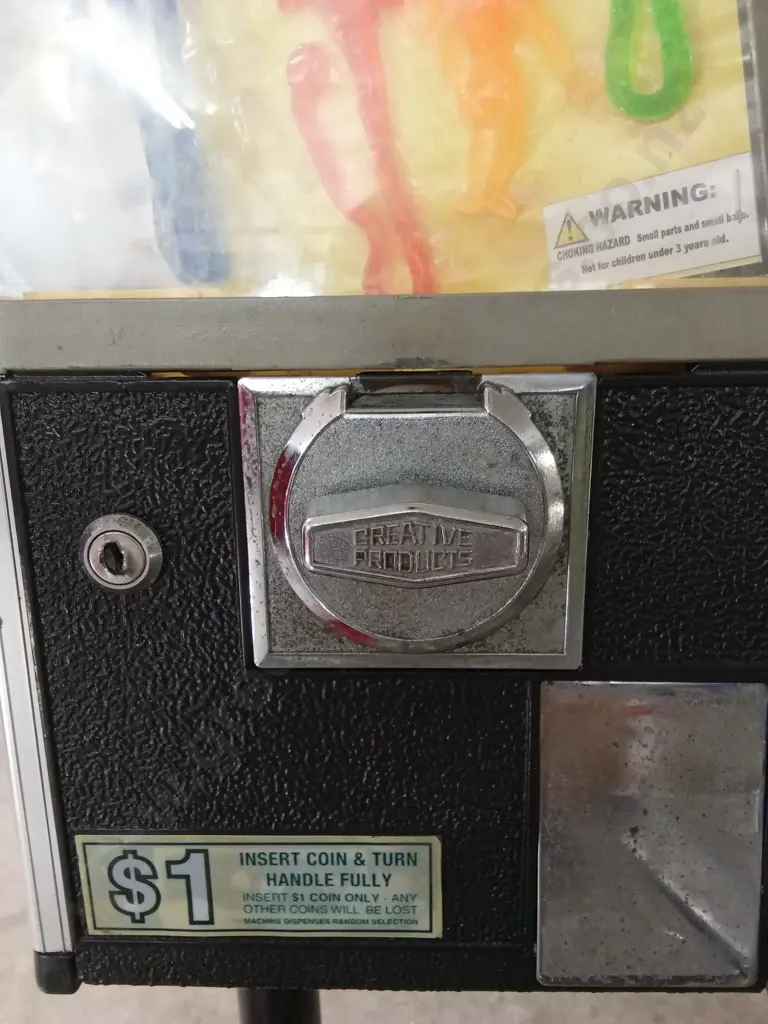 WARNING:
CHOKING HAZARD Small parts and small balls.
Not for children under 3 years old.
CREATIVE
PRODUCTS
$1
INSERT COIN & TURN
HANDLE FULLY
INSERT $1 COIN ONLY - ANY
OTHER COINS WILL BE LOST
MACHINE DISPENSES RANDOM SELECTION